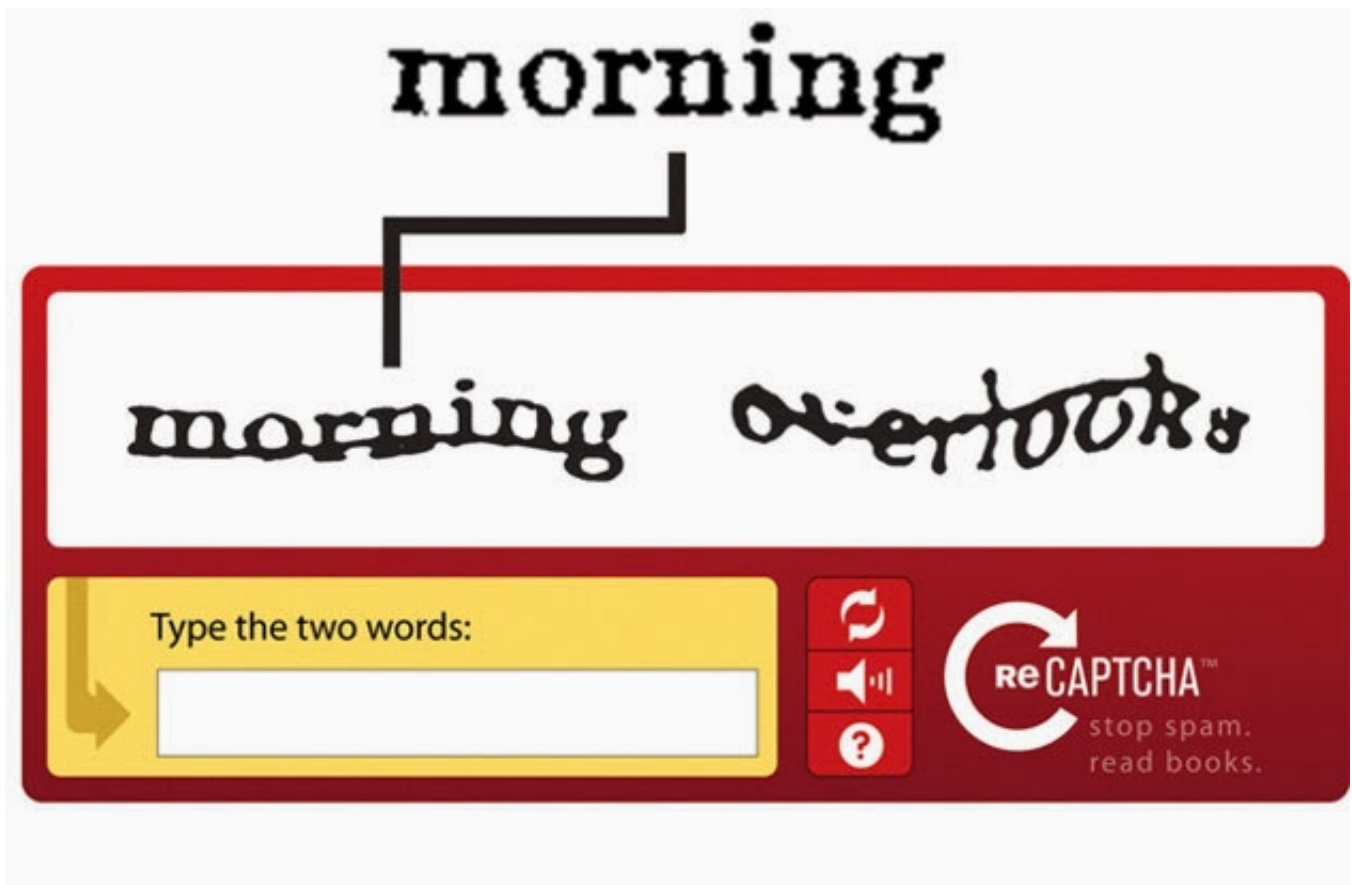 morning
morning overlooks
Type the two words:
ReCAPTCHA™
stop spam.
read books.